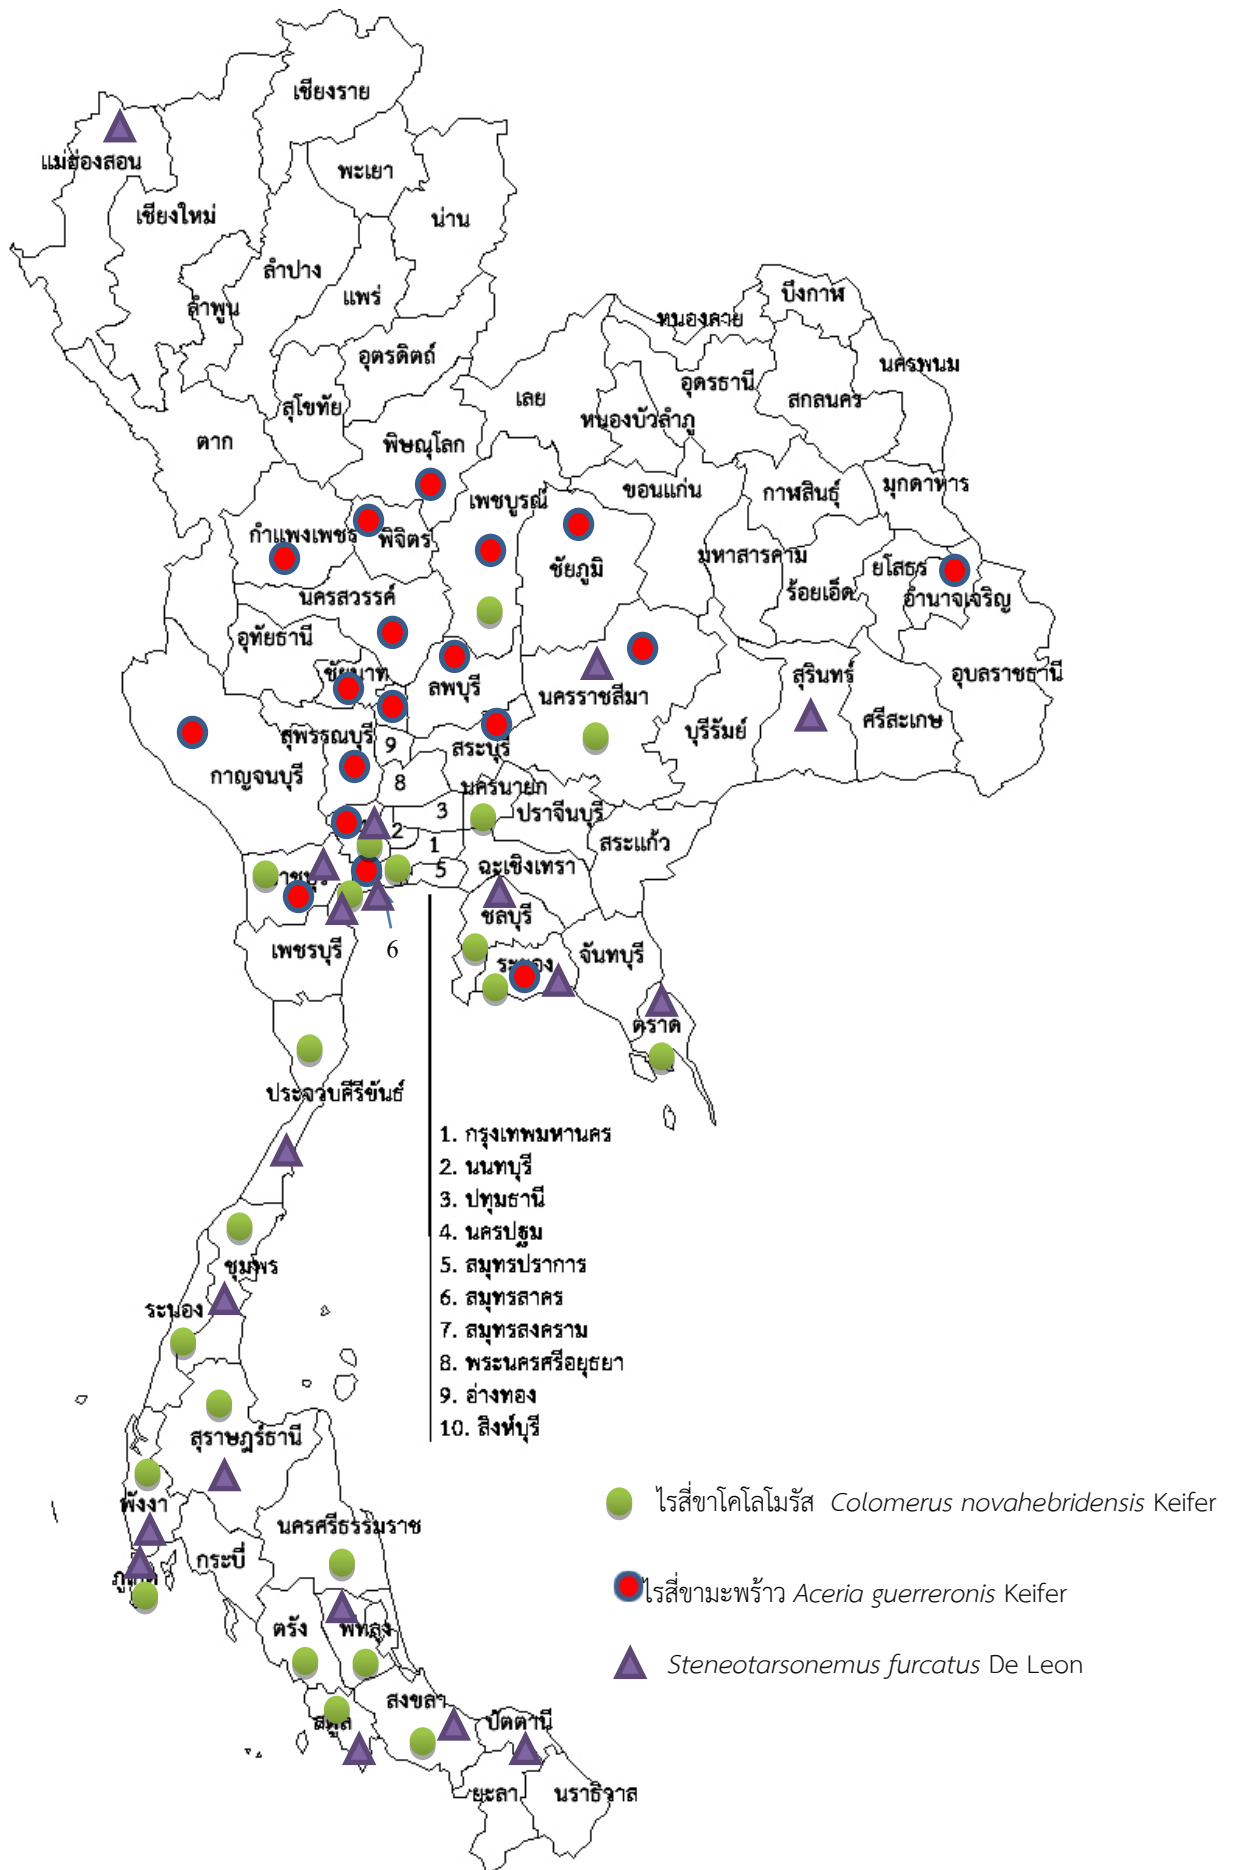 เชียงราย
แม่ฮ่องสอน
พะเยา
เชียงใหม่
น่าน
ลำปาง
แพร่
ลำพูน
บึงกาฬ
หนองคาย
อุตรดิตถ์
นครพนม
อุดรธานี
เลย
สกลนคร
สุโขทัย
หนองบัวลำภู
ตาก
พิษณุโลก
ขอนแก่น
กาฬสินธุ์
มุกดาหาร
เพชบูรณ์
กำแพงเพชร
พิจิตร
มหาสารคาม
ชัยภูมิ
ยโสธร
ร้อยเอ็ด
อำนาจเจริญ
นครสวรรค์
อุทัยธานี
ชัยนาท
ลพบุรี
นครราชสีมา
สุรินทร์
อุบลราชธานี
บุรีรัมย์
ศรีสะเกษ
สุพรรณบุรี
9
สระบุรี
กาญจนบุรี
8
นครนายก
3
ปราจีนบุรี
2
1
สระแก้ว
5
ฉะเชิงเทรา
ชลบุรี
เพชรบุรี
6
จันทบุรี
ตราด
ประจวบคีรีขันธ์
1. กรุงเทพมหานคร
2. นนทบุรี
3. ปทุมธานี
4. นครปฐม
5. สมุทรปราการ
6. สมุทรสาคร
7. สมุทรสงคราม
8. พระนครศรีอยุธยา
9. อ่างทอง
10. สิงห์บุรี
ชุมพร
ระนอง
สุราษฎร์ธานี
พังงา
นครศรีธรรมราช
กระบี่
ตรัง
พัทลุง
สงขลา
ปัตตานี
ยะลา
นราธิวาส
ไรสี่ขาโคโลโมรัส Colomerus novahebridensis Keifer
ไรสี่ขามะพร้าว Aceria guerreronis Keifer
Steneotarsonemus furcatus De Leon